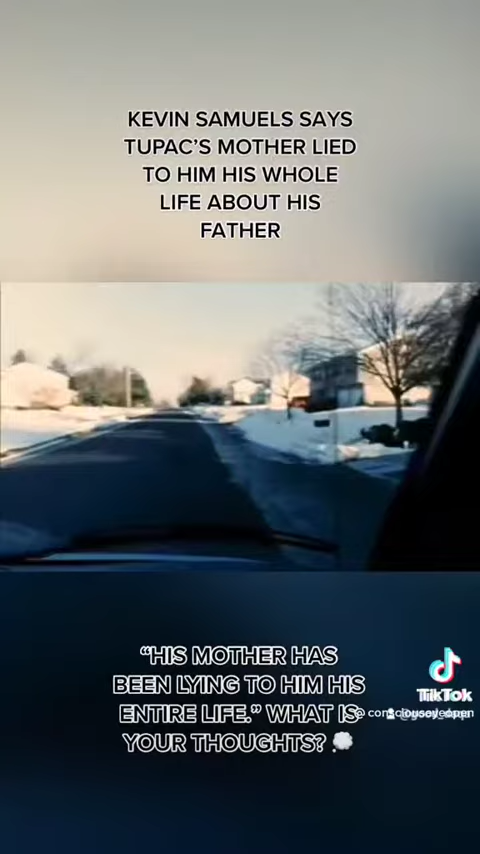 KEVIN SAMUELS SAYS
TUPAC'S MOTHER LIED
TO HIM HIS WHOLE
LIFE ABOUT HIS
FATHER
“HIS MOTHER HAS
BEEN LYING TO HIM HIS
ENTIRE LIFE.” WHAT IS
YOUR THOUGHTS? 💭
TikTok